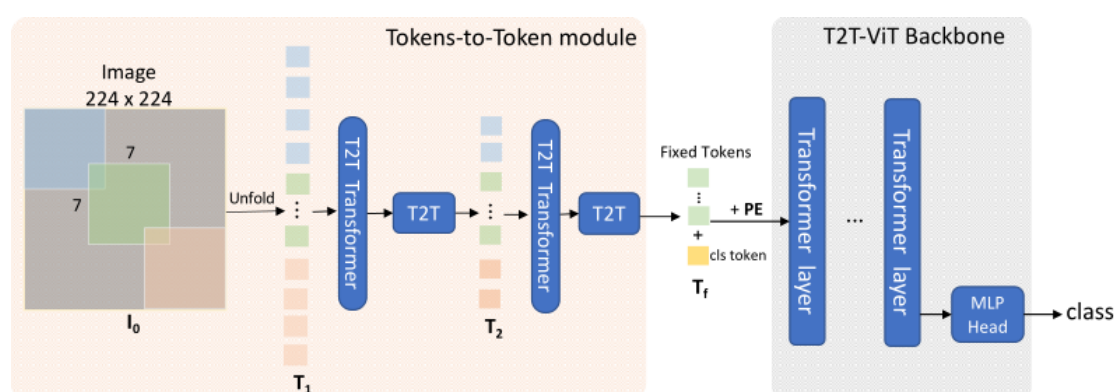 Tokens-to-Token module
T2T-ViT Backbone
Image
224 x 224
7
7
I₀
Unfold
⋮
T₁
T2T Transformer
T2T
⋮
T₂
T2T Transformer
T2T
Fixed Tokens
⋮
+
cls token
T_f
+ PE
Transformer layer
...
Transformer layer
MLP
Head
class